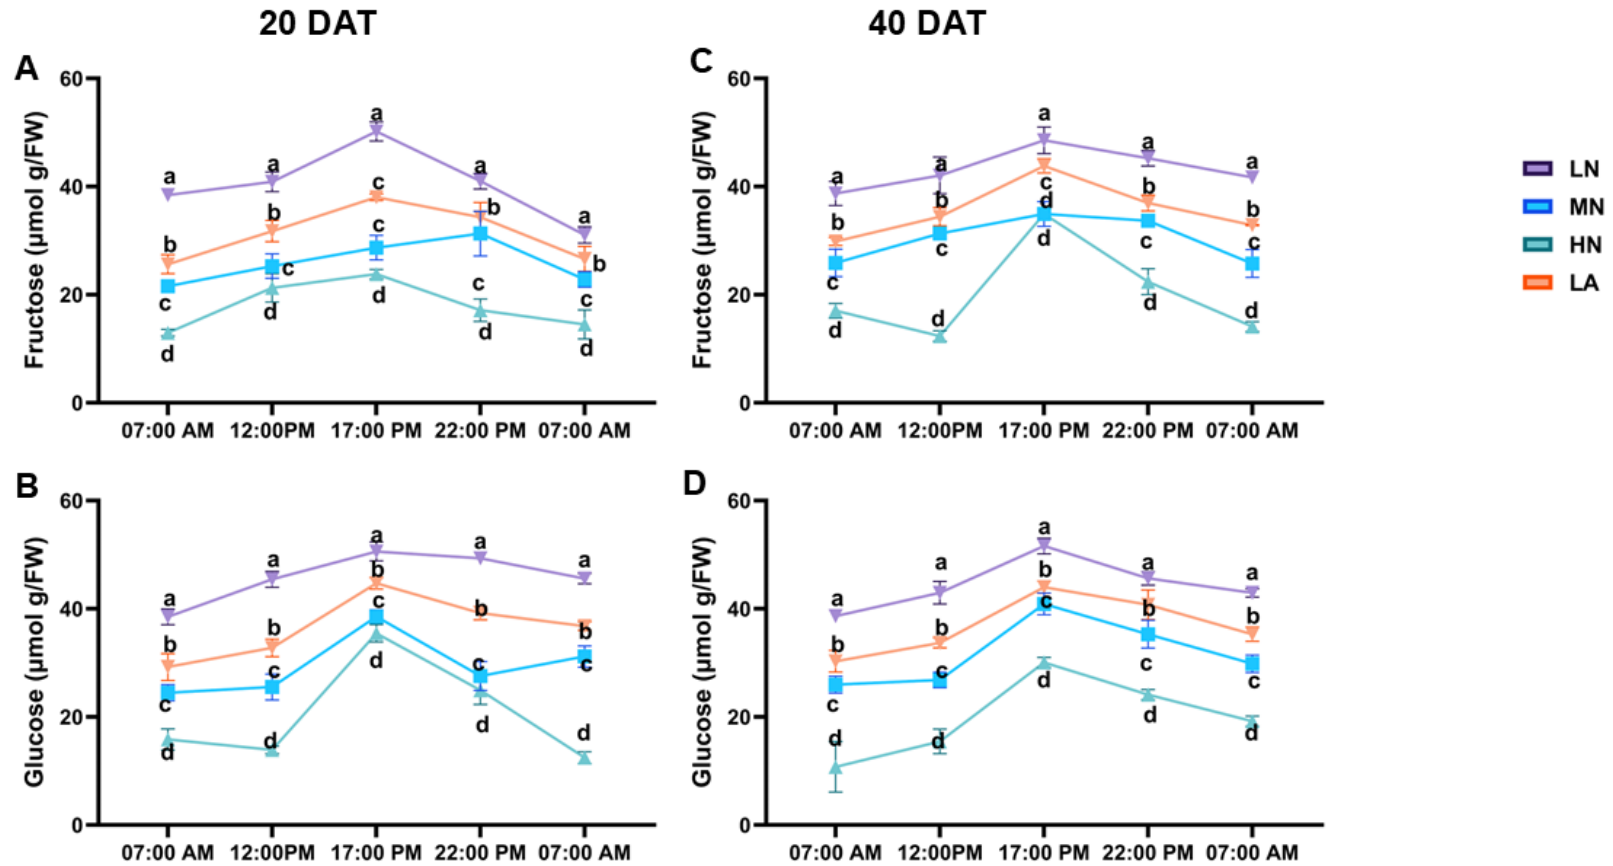 20 DAT
40 DAT
A
60
40
20
0
Fructose (µmol g/FW)
a a a a a
b b c b b
c c c c c
d d d d d
07:00 AM 12:00PM 17:00 PM 22:00 PM 07:00 AM
C
60
40
20
0
Fructose (µmol g/FW)
a a a a a
b b c b b
c c d c c
d d d d d
07:00 AM 12:00PM 17:00 PM 22:00 PM 07:00 AM
LN
MN
HN
LA
B
60
40
20
0
Glucose (µmol g/FW)
a a a a a
b b b b b
c c c c c
d d d d d
07:00 AM 12:00PM 17:00 PM 22:00 PM 07:00 AM
D
60
40
20
0
Glucose (µmol g/FW)
a a a a a
b b b b b
c c c c c
d d d d d
07:00 AM 12:00PM 17:00 PM 22:00 PM 07:00 AM